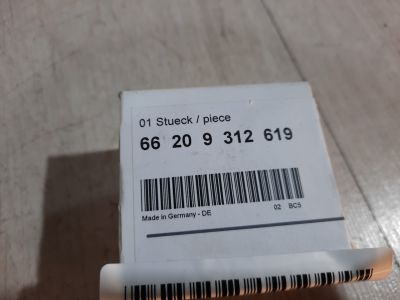 01 Stueck / piece
66 20 9 312 619
Made in Germany - DE 02 BC5